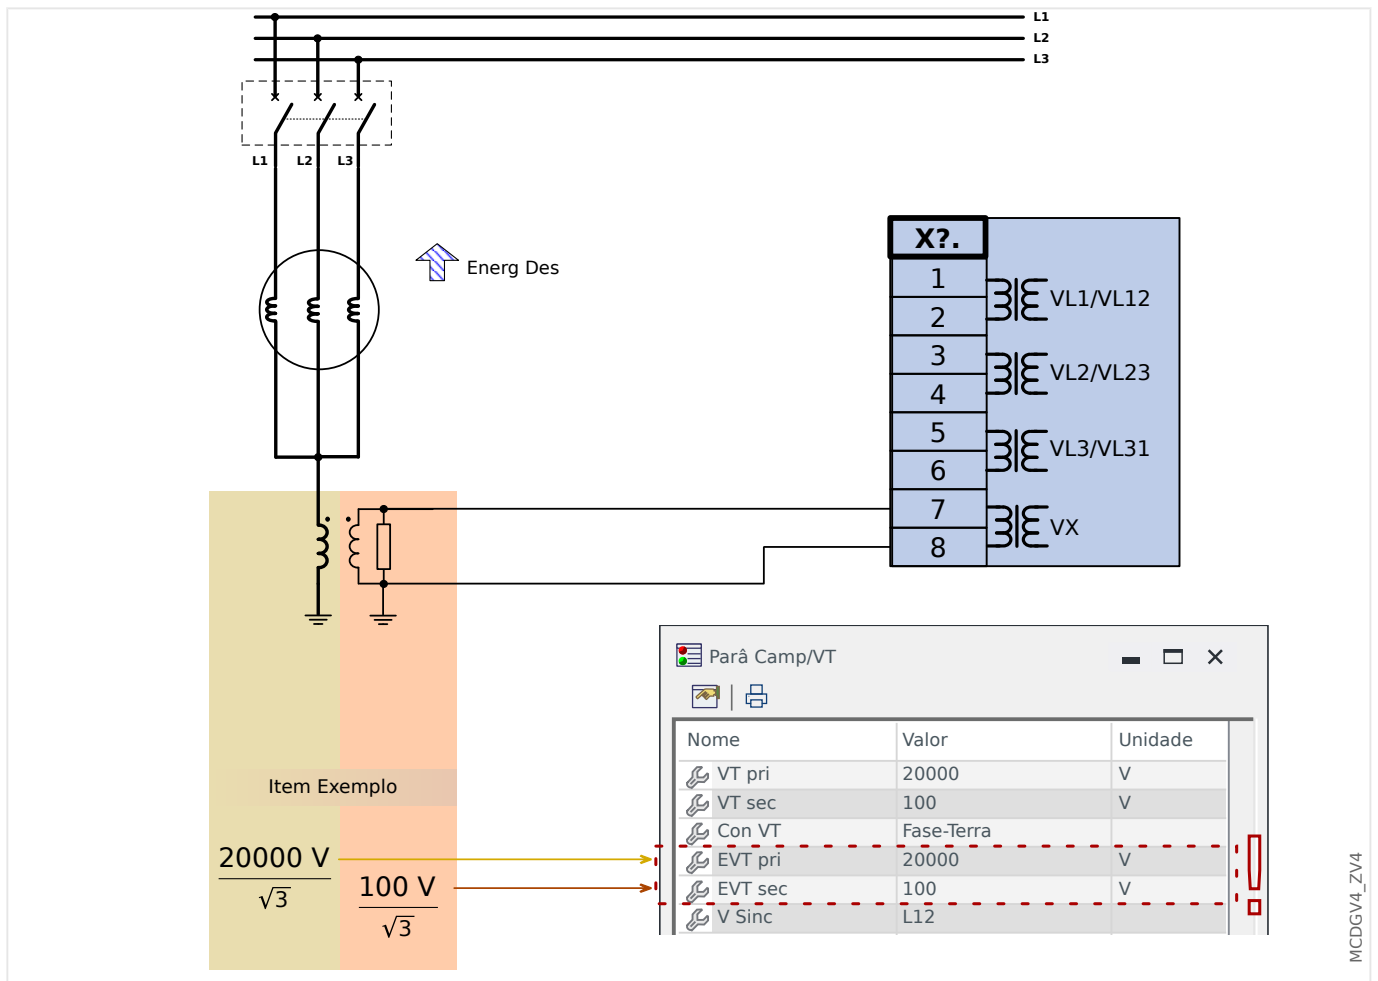 L1
L2
L3
L1 L2 L3
Energ Des
X?.
1
2
VL1/VL12
3
4
VL2/VL23
5
6
VL3/VL31
7
8
VX
Parâ Camp/VT
Nome Valor Unidade
VT pri 20000 V
VT sec 100 V
Con VT Fase-Terra
EVT pri 20000 V
EVT sec 100 V
V Sinc L12
Item Exemplo
20000 V
√3
100 V
√3
MCDGV4_ZV4